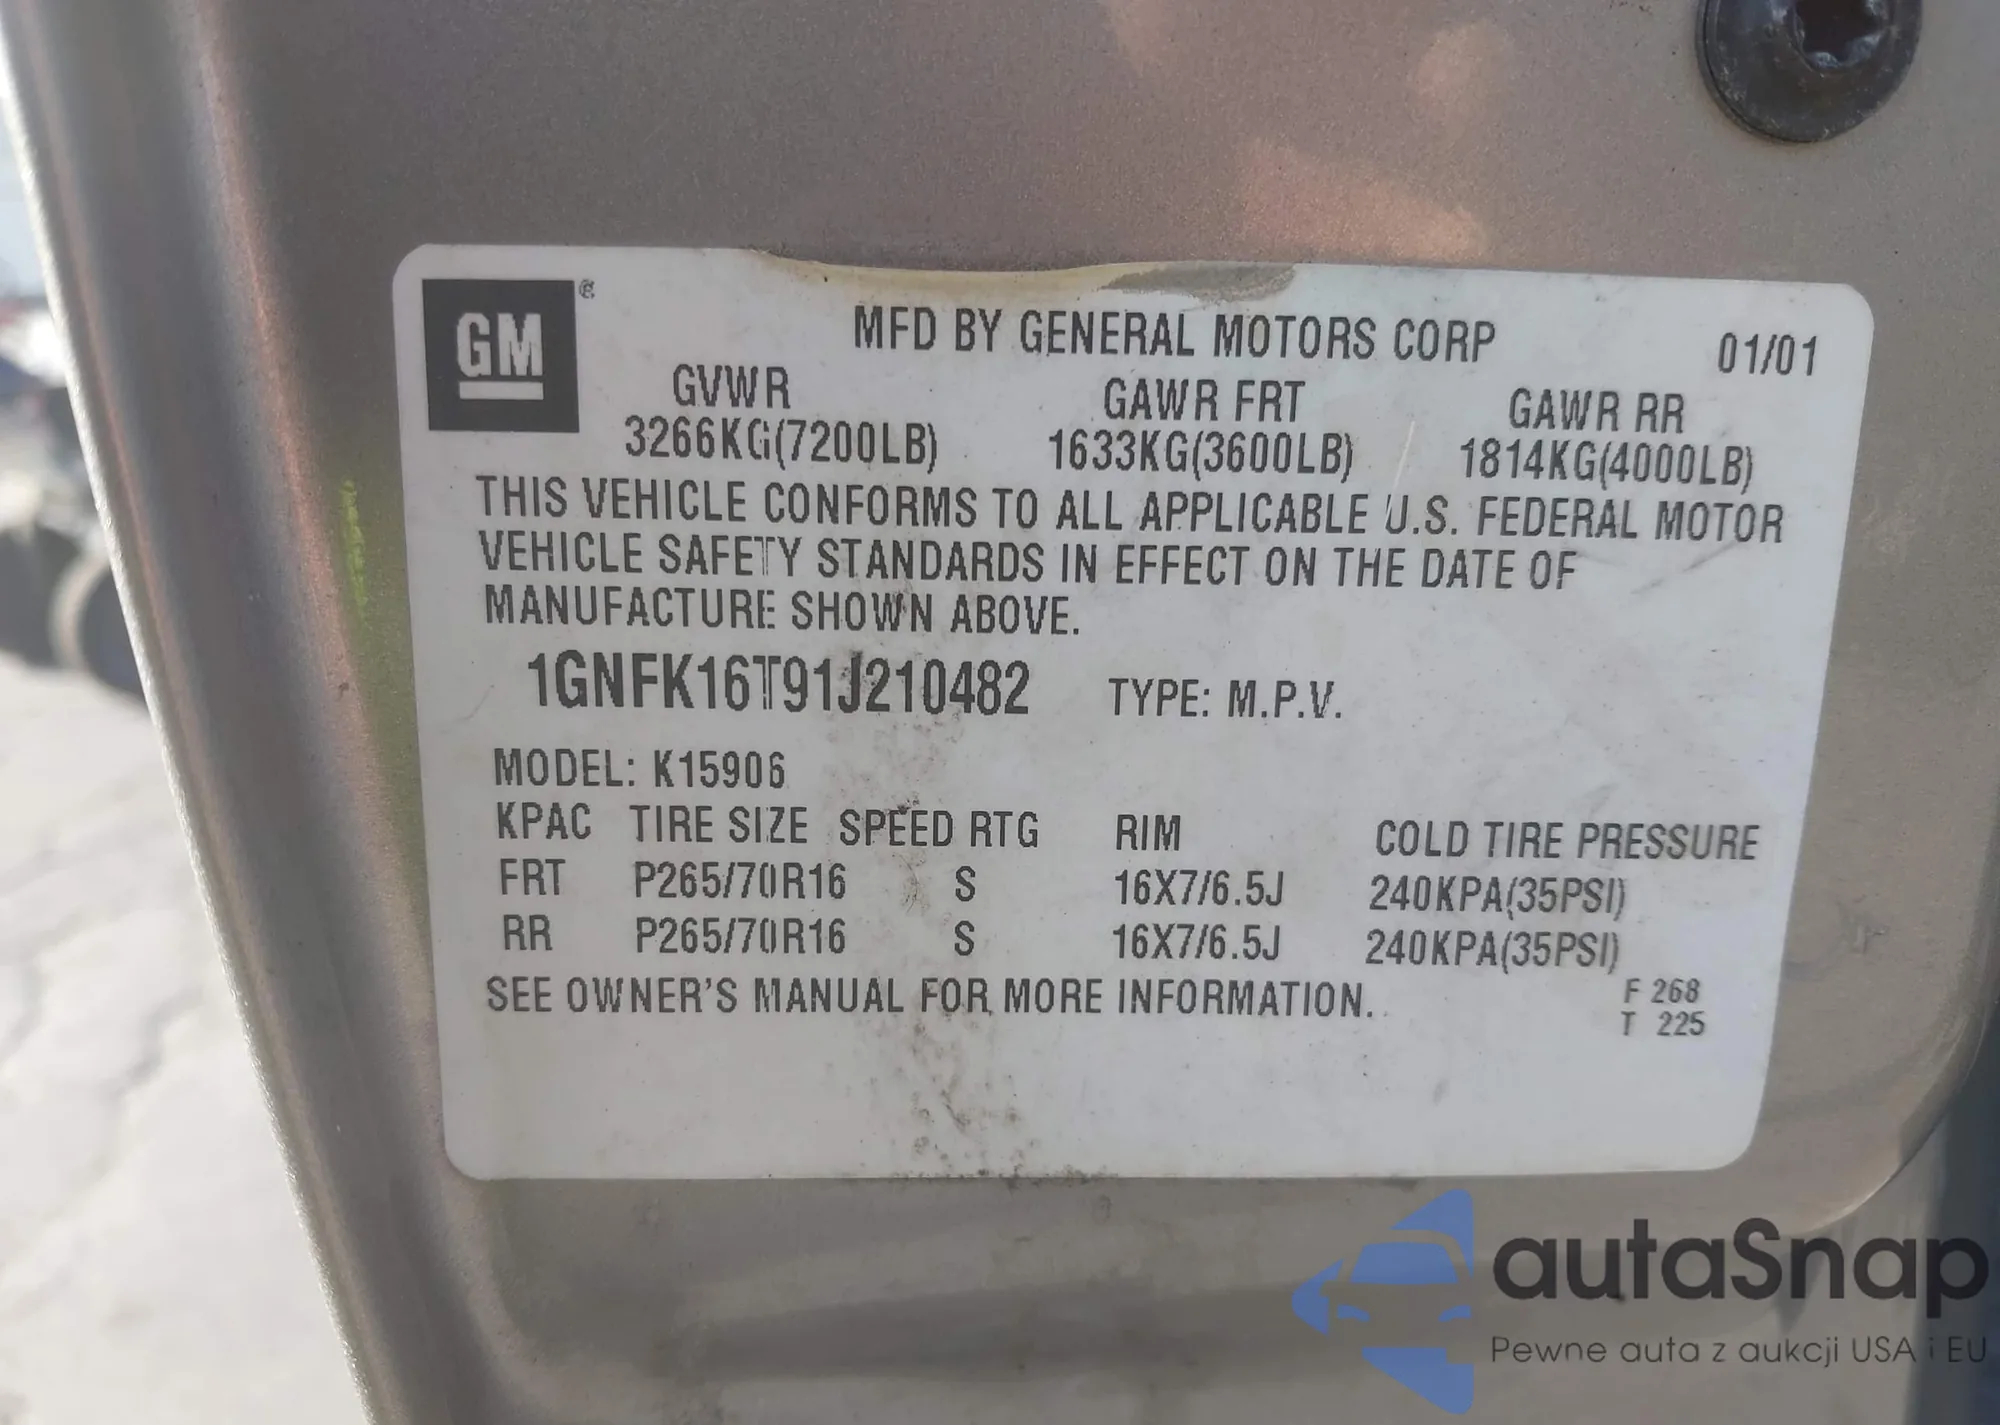 GM
MFD BY GENERAL MOTORS CORP 01/01
GVWR GAWR FRT GAWR RR
3266KG(7200LB) 1633KG(3600LB) 1814KG(4000LB)
THIS VEHICLE CONFORMS TO ALL APPLICABLE U.S. FEDERAL MOTOR
VEHICLE SAFETY STANDARDS IN EFFECT ON THE DATE OF
MANUFACTURE SHOWN ABOVE.
1GNFK16T91J210482 TYPE: M.P.V.
MODEL: K15906
KPAC TIRE SIZE SPEED RTG RIM COLD TIRE PRESSURE
FRT P265/70R16 S 16X7/6.5J 240KPA(35PSI)
RR P265/70R16 S 16X7/6.5J 240KPA(35PSI)
SEE OWNER'S MANUAL FOR MORE INFORMATION.
F 268
T 225
autaSnap
Pewne auta z aukcji USA i EU